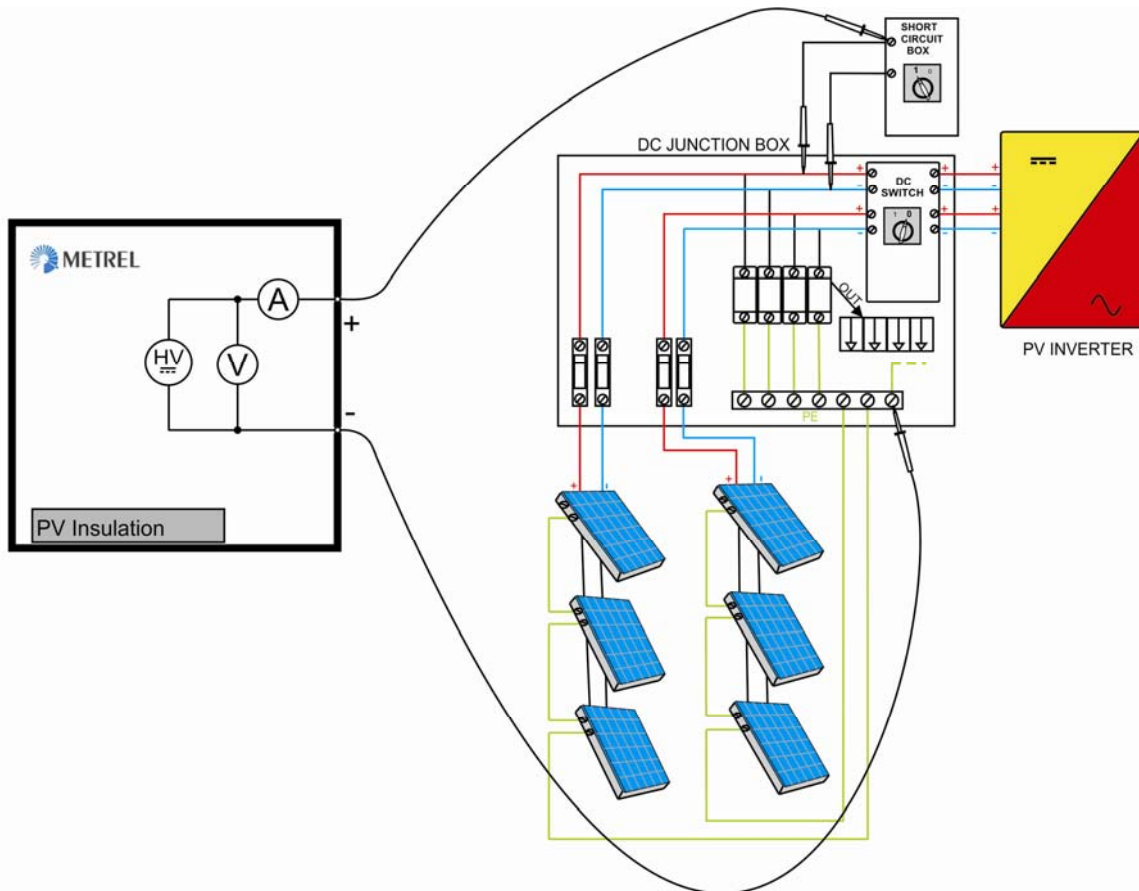 SHORT
CIRCUIT
BOX
1 0
DC JUNCTION BOX
+ +
- -
DC
SWITCH
+ +
1 0
- -
METREL
A
+
HV
V
OUT
PV INVERTER
-
PE
+ -
+ -
PV Insulation